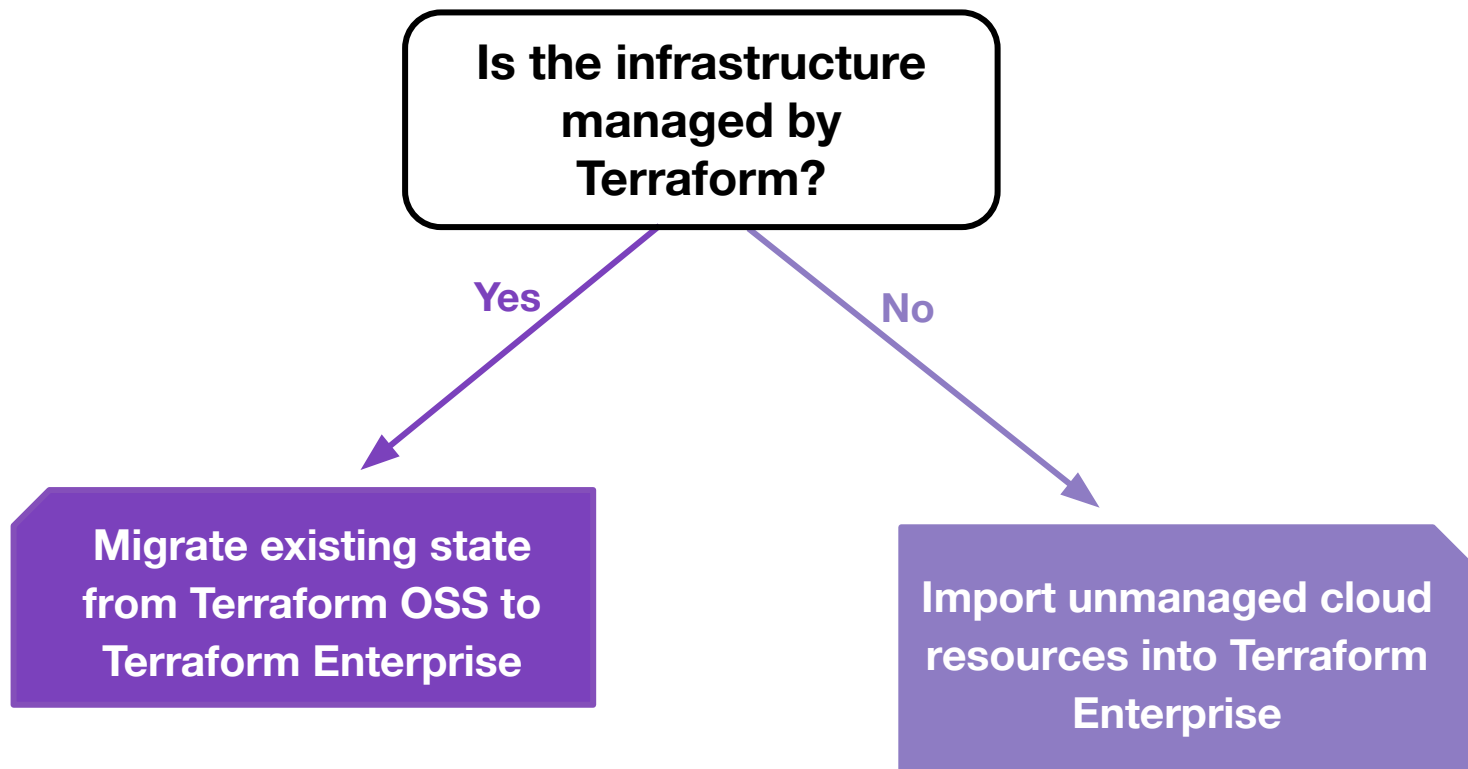 Is the infrastructure
managed by
Terraform?
Yes
No
Migrate existing state
from Terraform OSS to
Terraform Enterprise
Import unmanaged cloud
resources into Terraform
Enterprise